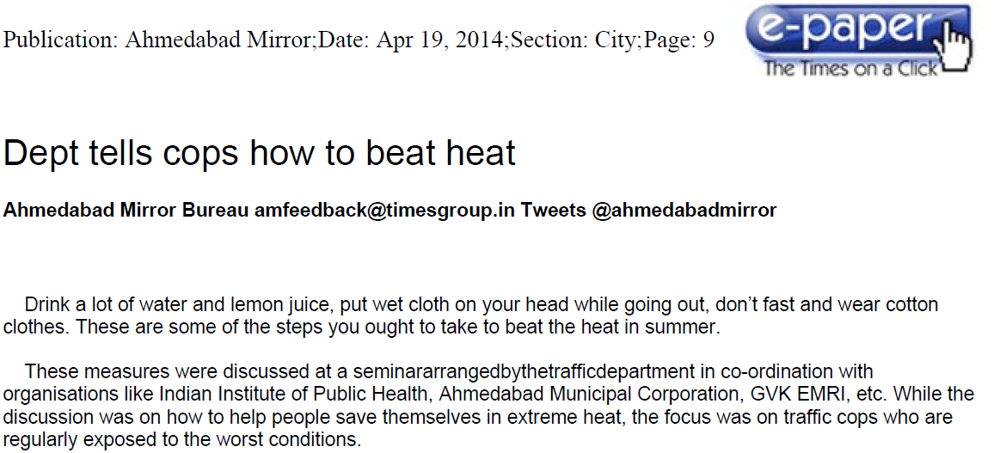 Publication: Ahmedabad Mirror;Date: Apr 19, 2014;Section: City;Page: 9
e-paper
The Times on a Click
Dept tells cops how to beat heat
Ahmedabad Mirror Bureau amfeedback@timesgroup.in Tweets @ahmedabadmirror
Drink a lot of water and lemon juice, put wet cloth on your head while going out, don’t fast and wear cotton
clothes. These are some of the steps you ought to take to beat the heat in summer.
These measures were discussed at a seminararrangedbythetrafficdepartment in co-ordination with
organisations like Indian Institute of Public Health, Ahmedabad Municipal Corporation, GVK EMRI, etc. While the
discussion was on how to help people save themselves in extreme heat, the focus was on traffic cops who are
regularly exposed to the worst conditions.